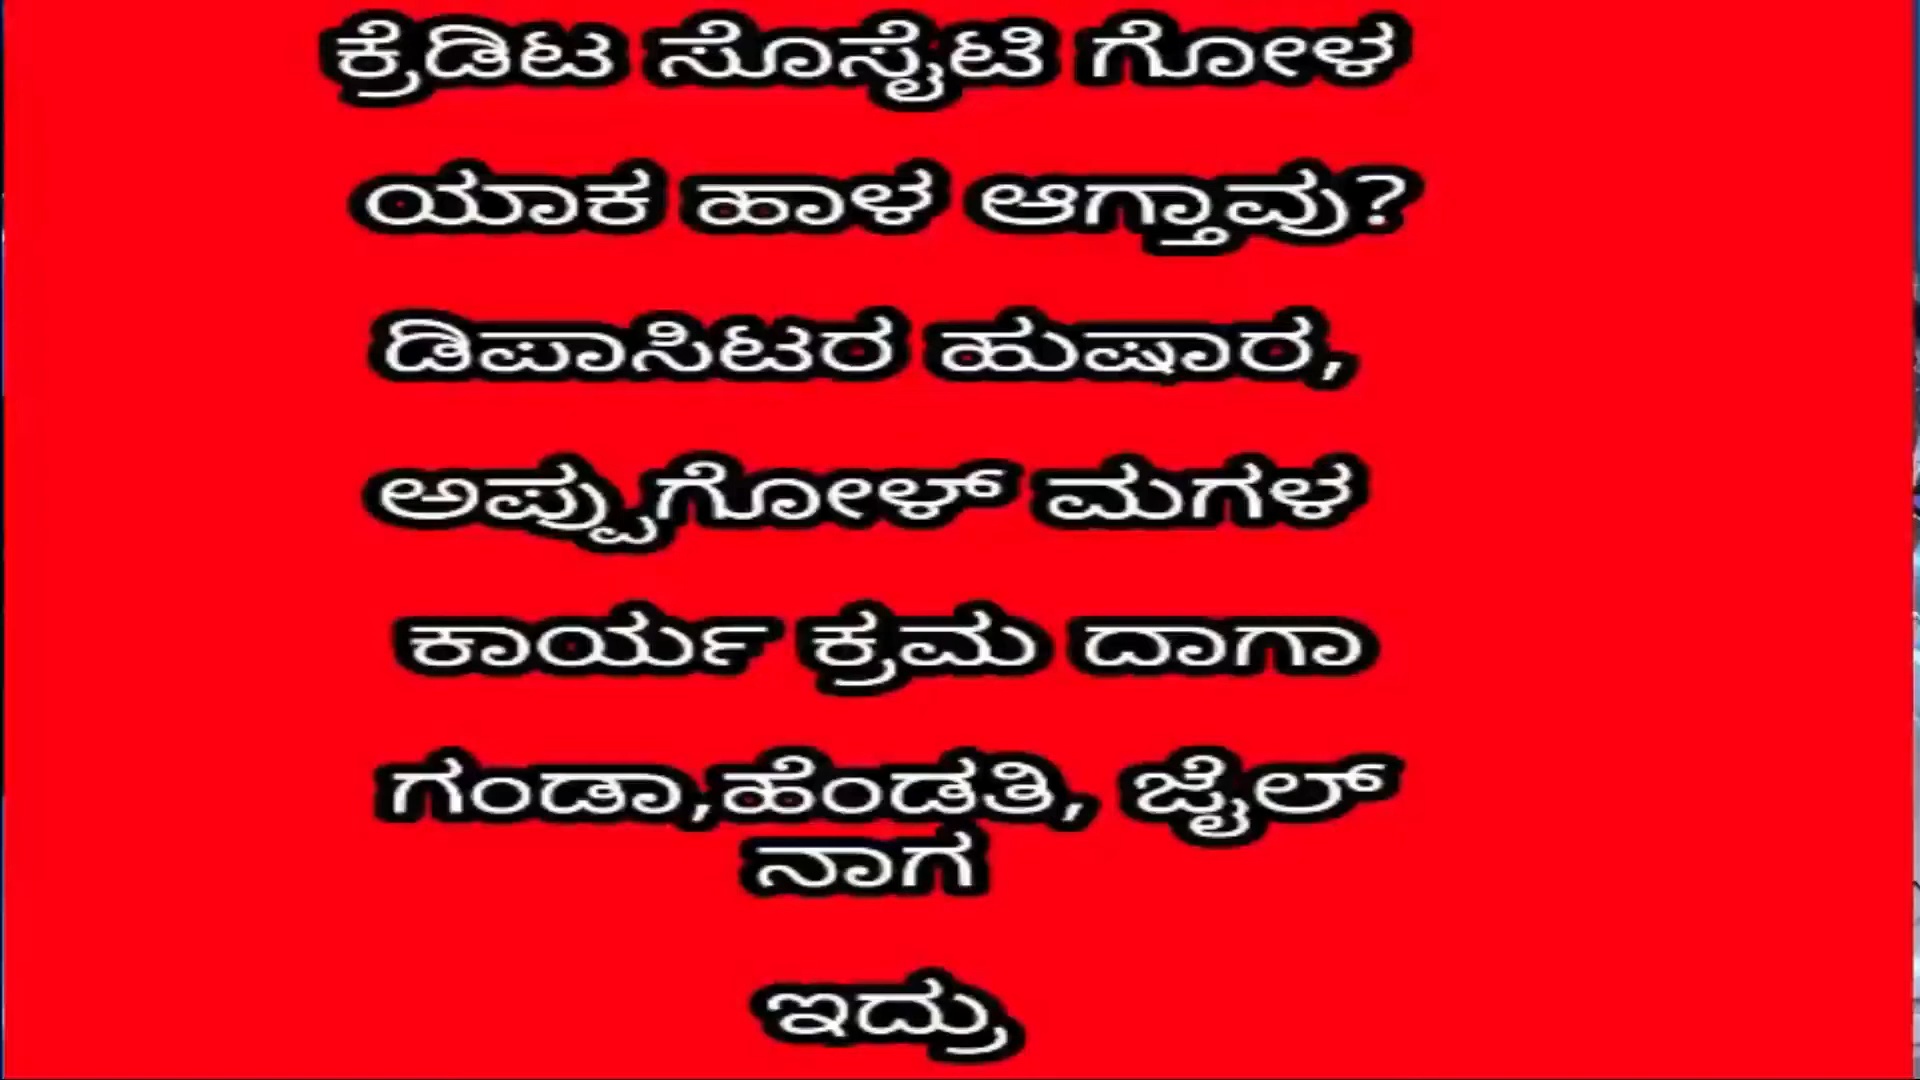 ಕ್ರೆಡಿಟ ಸೊಸೈಟಿ ಗೋಳ
ಯಾಕ ಹಾಳ ಆಗ್ತಾವು?
ಡಿಪಾಸಿಟರ ಹುಷಾರ,
ಅಪ್ಪುಗೋಳ್ ಮಗಳ
ಕಾರ್ಯ ಕ್ರಮ ದಾಗಾ
ಗಂಡಾ,ಹೆಂಡತಿ, ಜೈಲ್
ನಾಗ
ಇದ್ರು